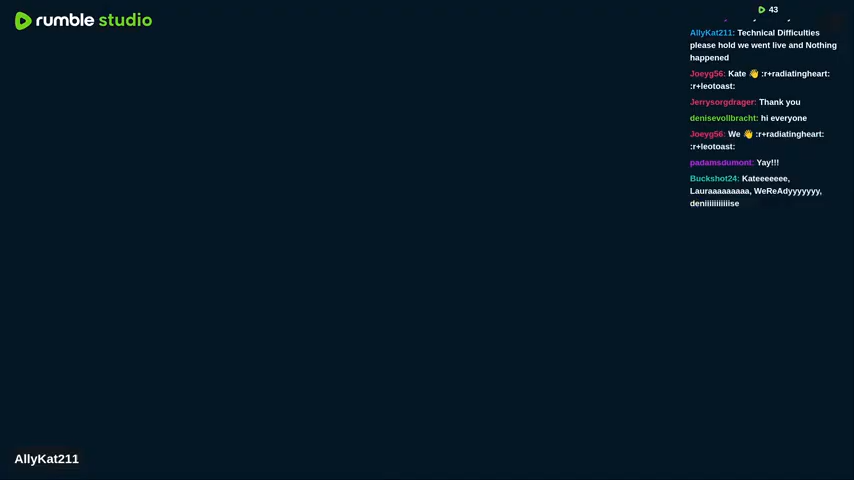 rumble studio
43
AllyKat211: Technical Difficulties
please hold we went live and Nothing
happened
Joeyg56: Kate 👋 :r+radiatingheart:
:r+leotoast:
Jerrysorgdrager: Thank you
denisevollbracht: hi everyone
Joeyg56: We 👋 :r+radiatingheart:
:r+leotoast:
padamsdumont: Yay!!!
Buckshot24: Kateeeeeee,
Lauraaaaaaaaa, WeReAdyyyyyyy,
deniiiiiiiiiiise
AllyKat211